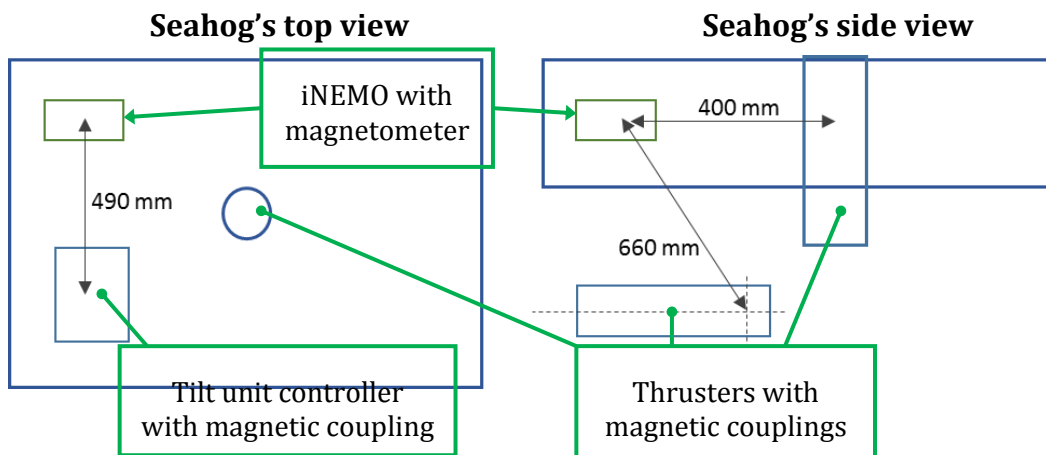 Seahog’s top view
Seahog’s side view
iNEMO with
magnetometer
400 mm
490 mm
660 mm
Tilt unit controller
with magnetic coupling
Thrusters with
magnetic couplings